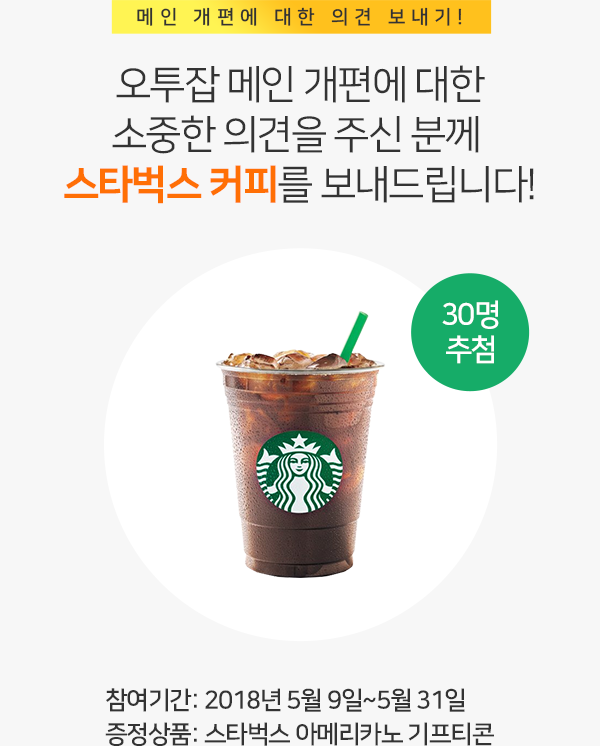 메인 개편에 대한 의견 보내기!
오투잡 메인 개편에 대한
소중한 의견을 주신 분께
스타벅스 커피를 보내드립니다!
30명
추첨
참여기간: 2018년 5월 9일~5월 31일
증정상품: 스타벅스 아메리카노 기프티콘